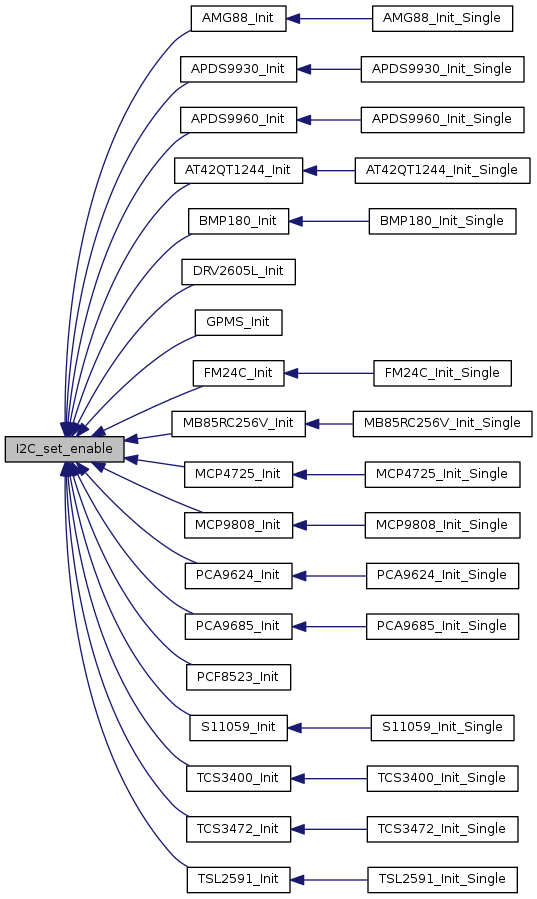 AMG88_Init
AMG88_Init_Single
APDS9930_Init
APDS9930_Init_Single
APDS9960_Init
APDS9960_Init_Single
AT42QT1244_Init
AT42QT1244_Init_Single
BMP180_Init
BMP180_Init_Single
DRV2605L_Init
GPMS_Init
FM24C_Init
FM24C_Init_Single
MB85RC256V_Init
MB85RC256V_Init_Single
I2C_set_enable
MCP4725_Init
MCP4725_Init_Single
MCP9808_Init
MCP9808_Init_Single
PCA9624_Init
PCA9624_Init_Single
PCA9685_Init
PCA9685_Init_Single
PCF8523_Init
S11059_Init
S11059_Init_Single
TCS3400_Init
TCS3400_Init_Single
TCS3472_Init
TCS3472_Init_Single
TSL2591_Init
TSL2591_Init_Single